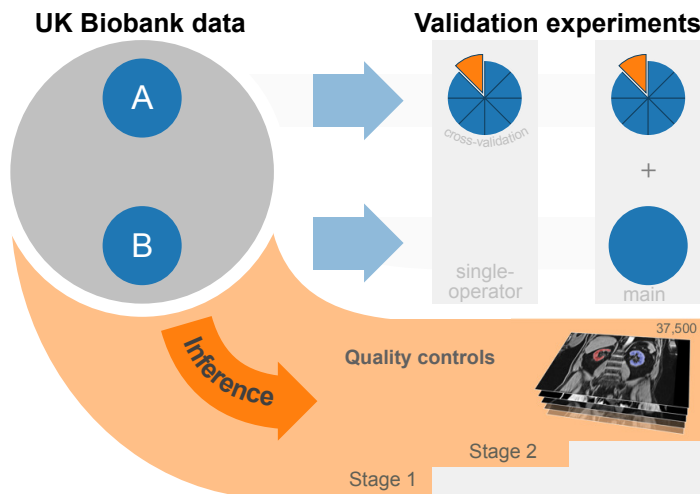 UK Biobank data
Validation experiments
A
B
cross-validation
+
single-
operator
main
37,500
Quality controls
Inference
Stage 2
Stage 1